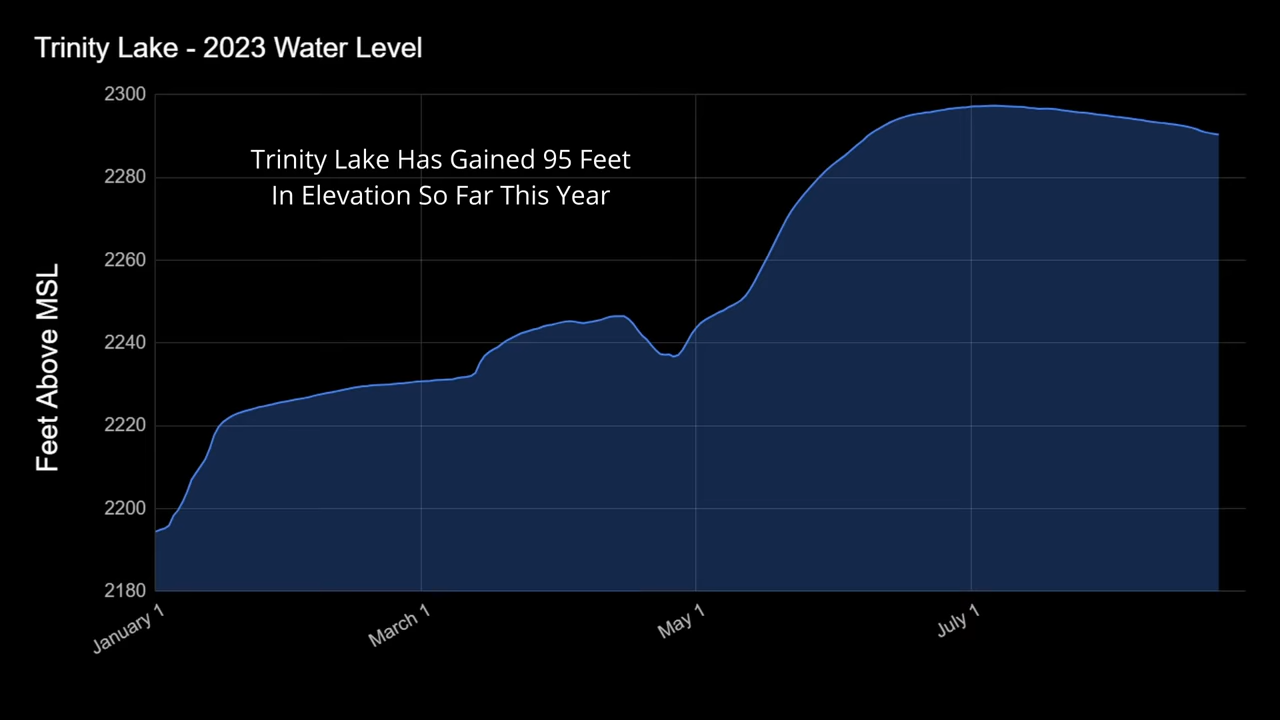 Trinity Lake - 2023 Water Level
Trinity Lake Has Gained 95 Feet
In Elevation So Far This Year
Feet Above MSL
2300
2280
2260
2240
2220
2200
2180
January 1
March 1
May 1
July 1